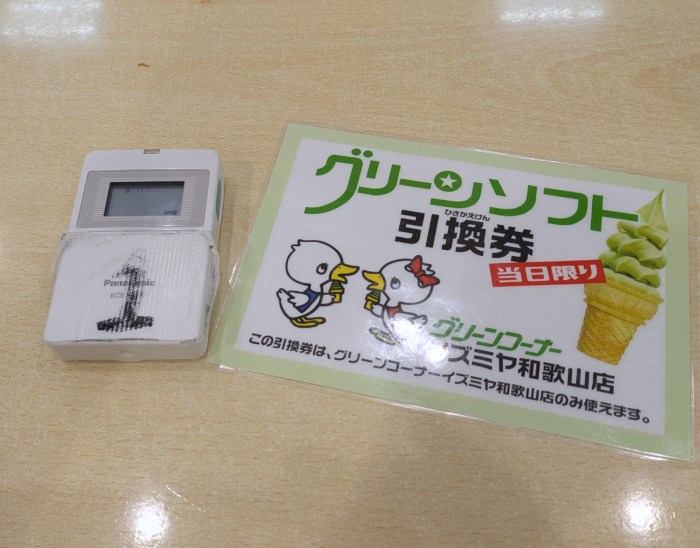 Panasonic
グリーンソフト
ひきかえけん
引換券
当日限り
グリーンコーナー
イズミヤ和歌山店
この引換券は、グリーンコーナーイズミヤ和歌山店のみ使えます。